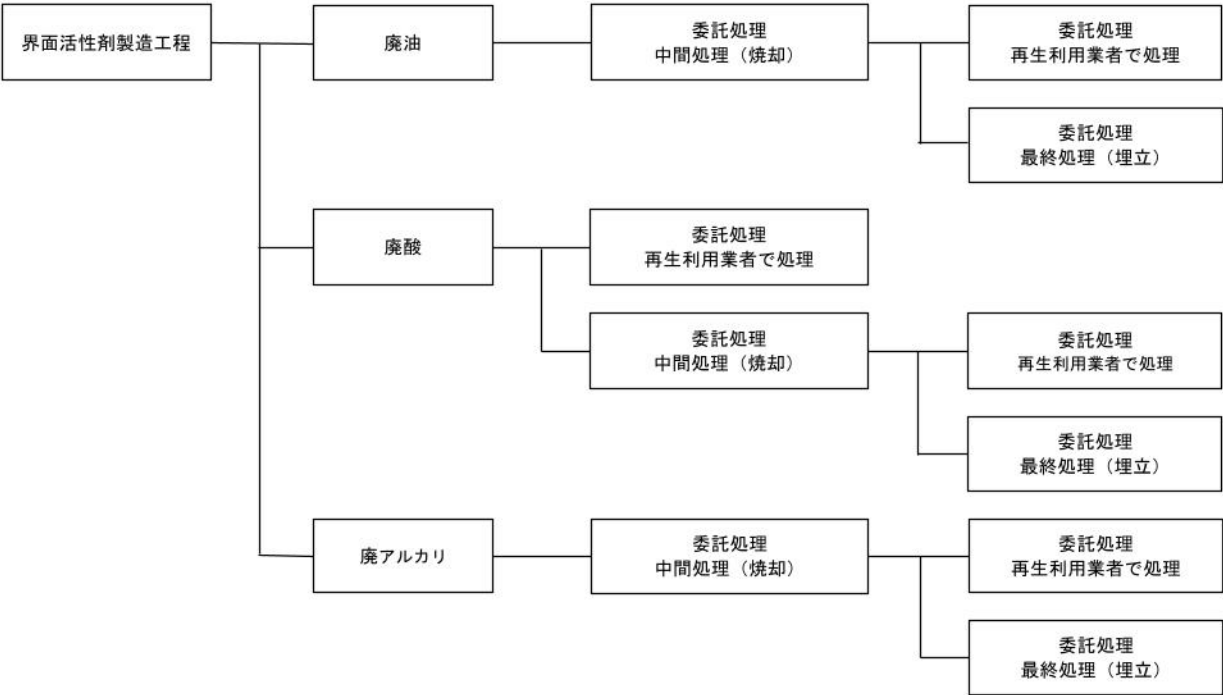 界面活性剤製造工程
廃油
委託処理
中間処理（焼却）
委託処理
再生利用業者で処理
委託処理
最終処理（埋立）
廃酸
委託処理
再生利用業者で処理
委託処理
中間処理（焼却）
委託処理
再生利用業者で処理
委託処理
最終処理（埋立）
廃アルカリ
委託処理
中間処理（焼却）
委託処理
再生利用業者で処理
委託処理
最終処理（埋立）